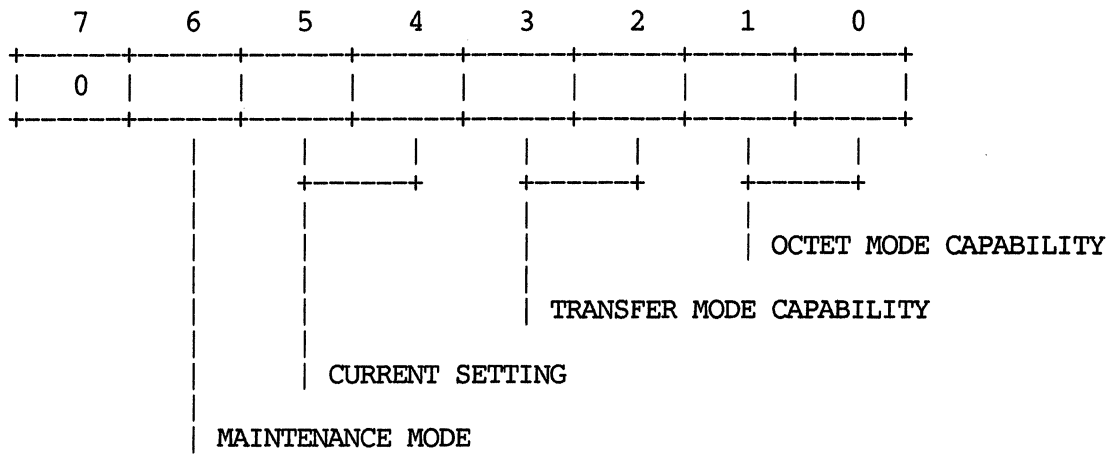 7 6 5 4 3 2 1 0
0
OCTET MODE CAPABILITY
TRANSFER MODE CAPABILITY
CURRENT SETTING
MAINTENANCE MODE